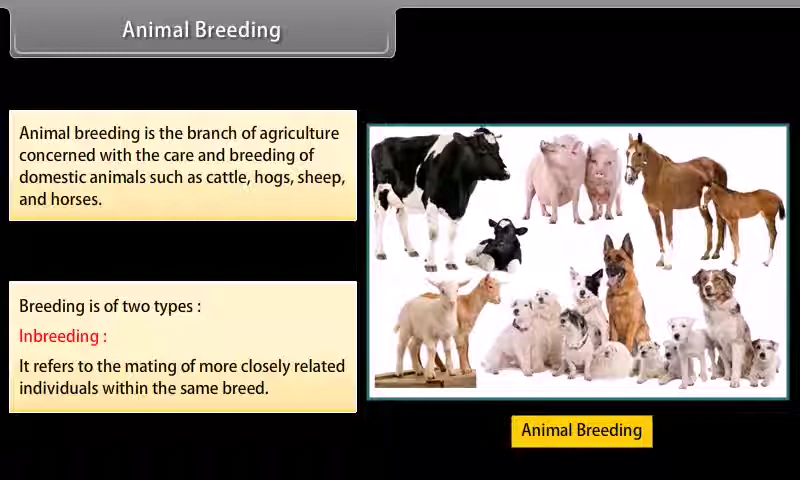 Animal Breeding
Animal breeding is the branch of agriculture
concerned with the care and breeding of
domestic animals such as cattle, hogs, sheep,
and horses.
Breeding is of two types :
Inbreeding :
It refers to the mating of more closely related
individuals within the same breed.
Animal Breeding